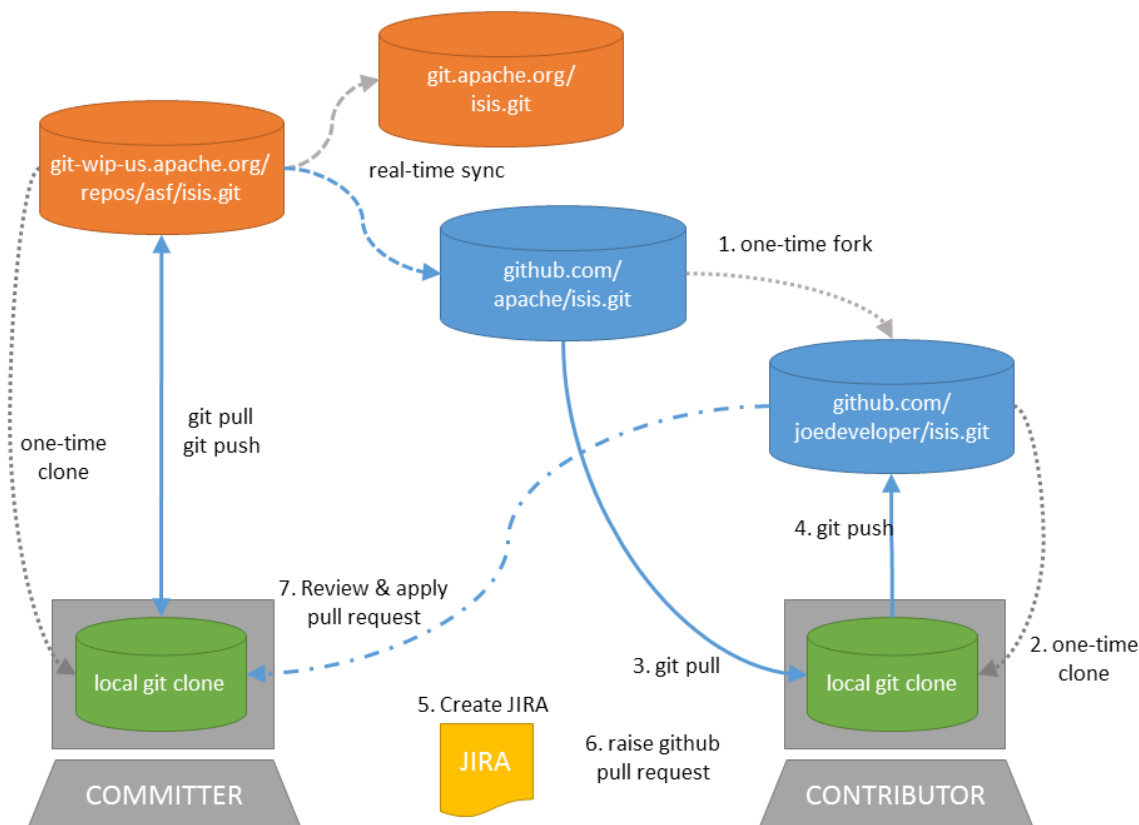 git.apache.org/
isis.git
git-wip-us.apache.org/
repos/asf/isis.git
real-time sync
github.com/
apache/isis.git
1. one-time fork
github.com/
joedeveloper/isis.git
git pull
git push
one-time
clone
4. git push
7. Review & apply
pull request
2. one-time
clone
3. git pull
local git clone
local git clone
5. Create JIRA
JIRA
6. raise github
pull request
COMMITTER
CONTRIBUTOR